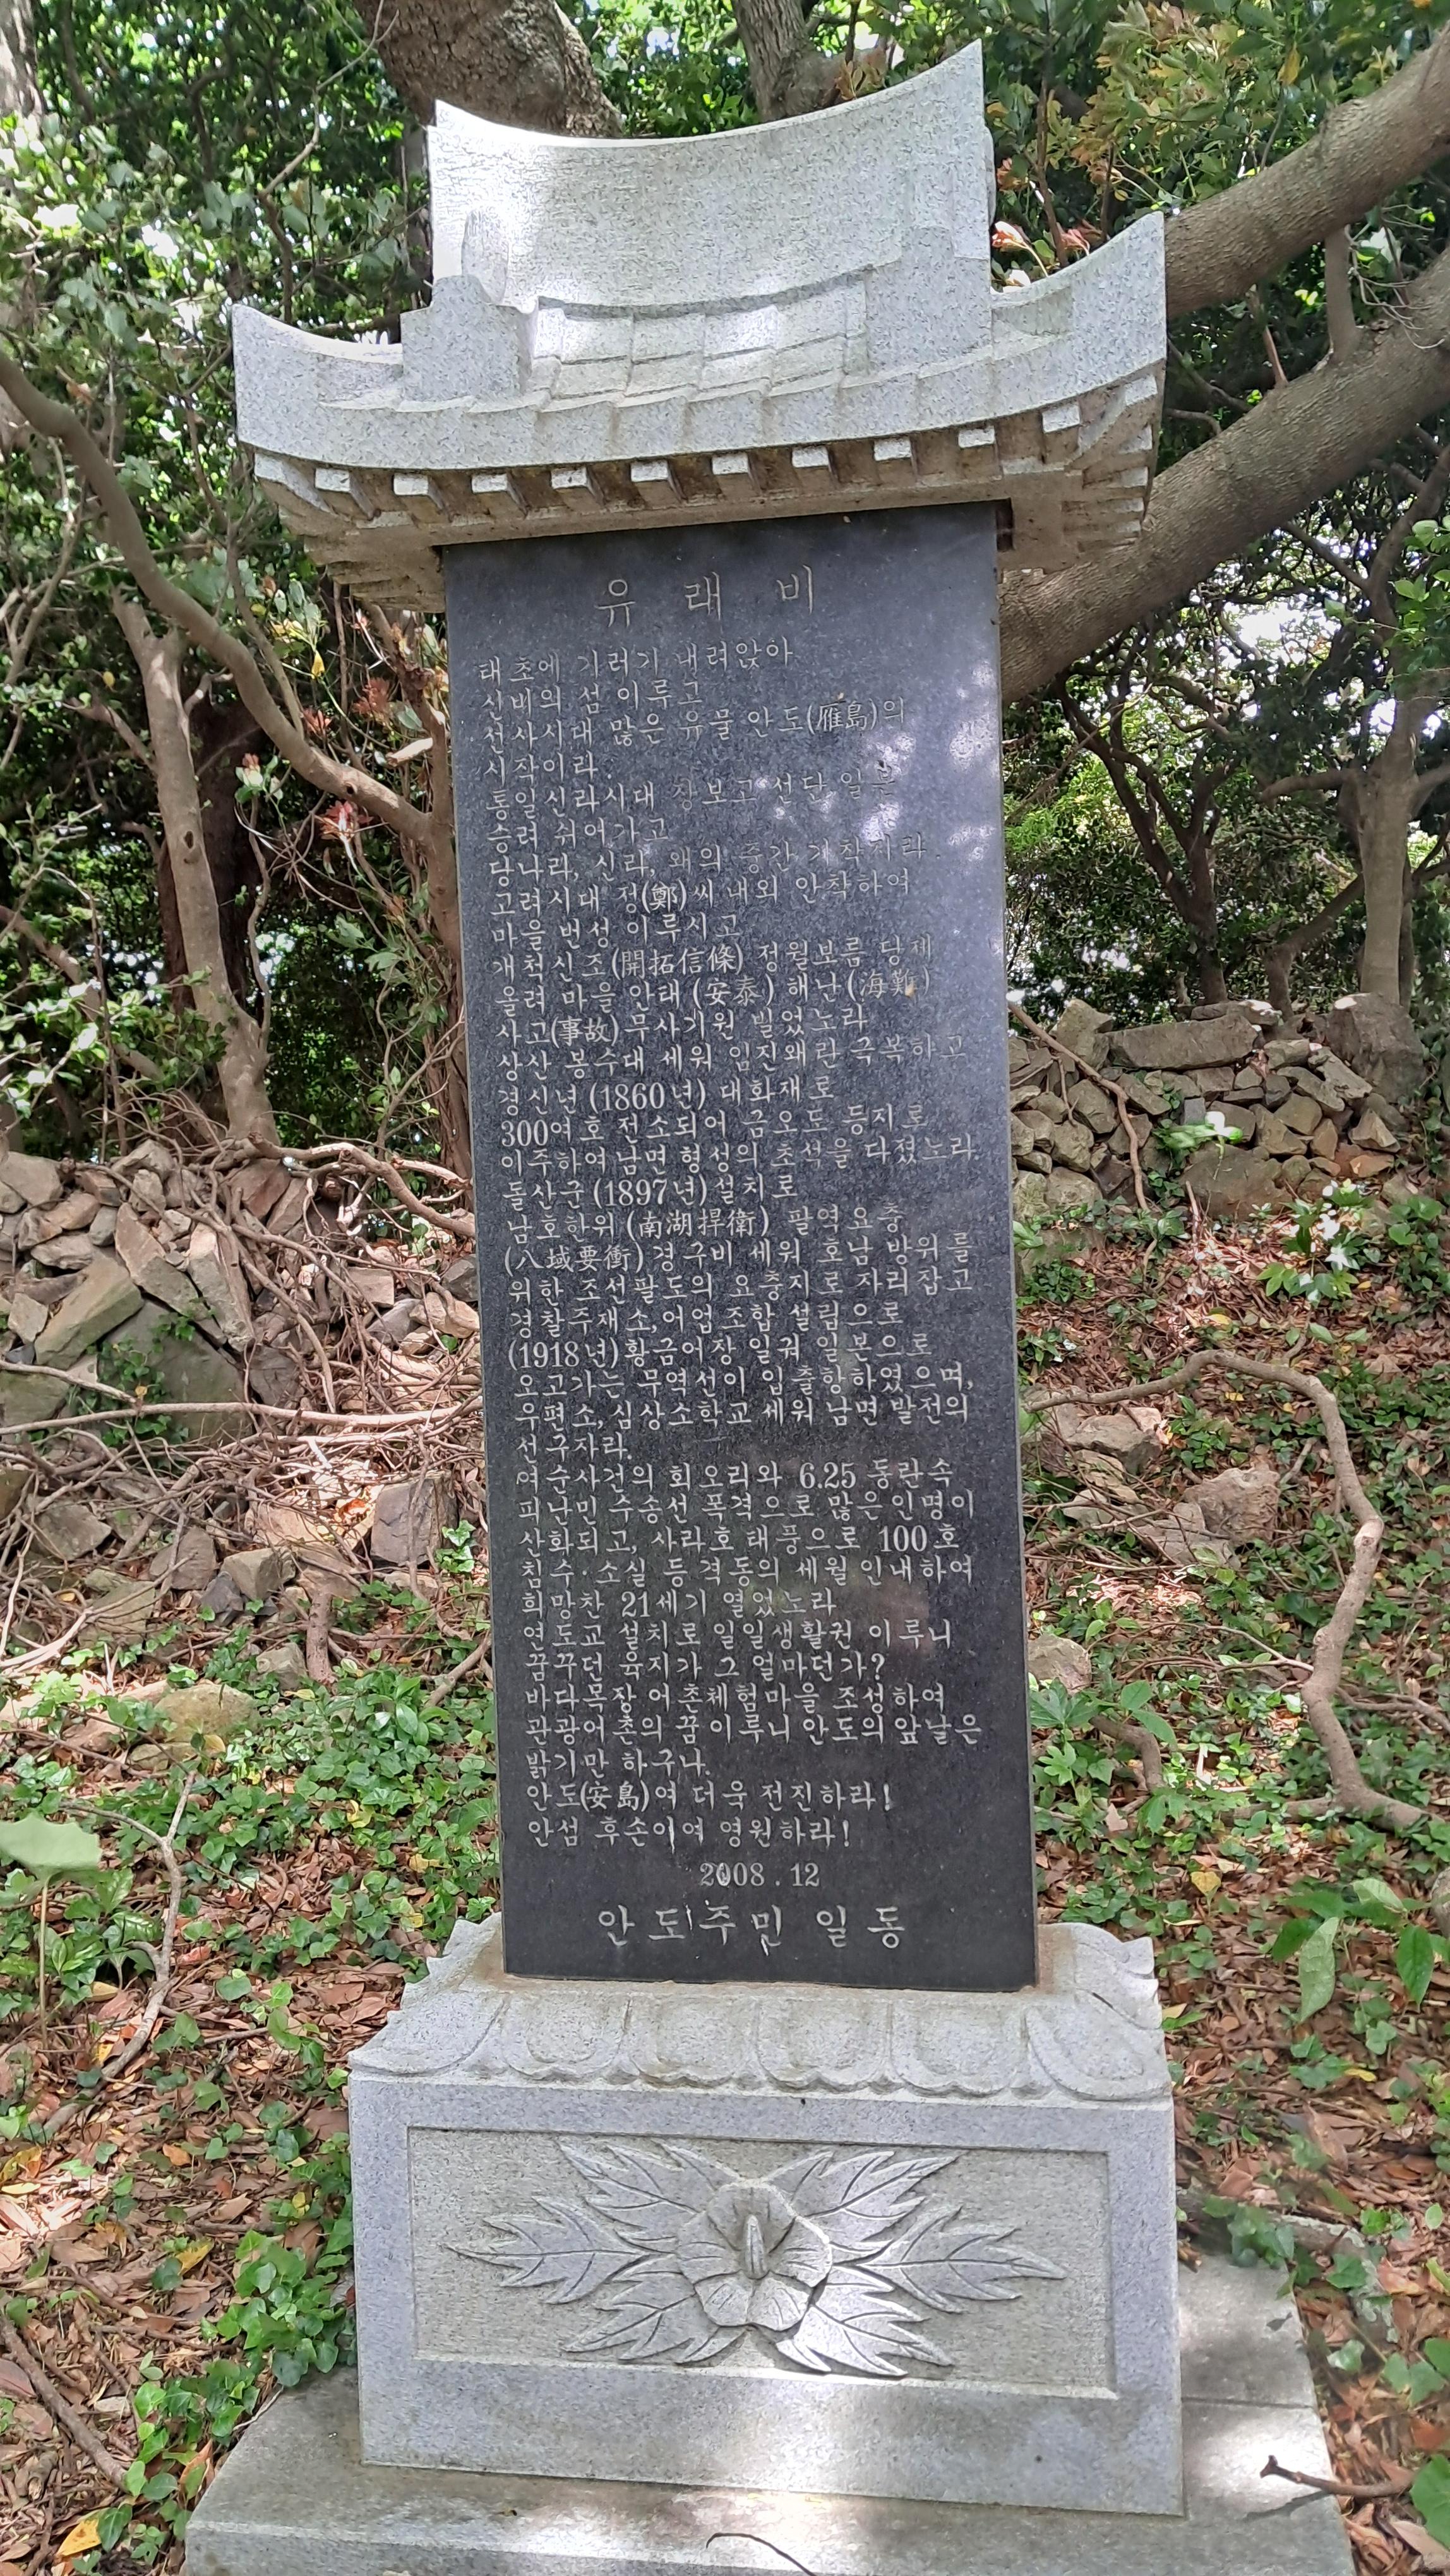 유래비
태초에 기러기 내려앉아
신비의 섬 이루고
선사시대 많은 유물 안도(雁島)의
시작이라.
통일신라시대 장보고 선단 일본
승려 쉬어가고
당나라, 신라, 왜의 중간 기착지라.
고려시대 정(鄭)씨 내외 안착하여
마을 번성 이루시고
개척신조(開拓信條) 정월보름 당제
올려 마을 안태(安泰) 해난(海難)
사고(事故) 무사기원 빌었노라
상산 봉수대 세워 임진왜란 극복하고
경신년(1860년) 대화재로
300여호 전소되어 금오도 등지로
이주하여 남면 형성의 초석을 다졌노라.
돌산군(1897년)설치로
남호한위(南湖捍衛) 팔역요충
(八域要衝) 경구비 세워 호남 방위를
위한 조선팔도의 요충지로 자리잡고
경찰주재소,어업조합 설립으로
(1918년)황금어장 일궈 일본으로
오고가는 무역선이 입출항하였으며,
우편소,심상소학교 세워 남면 발전의
선구자라.
여순사건의 회오리와 6.25 동란속
피난민 수송선 폭격으로 많은 인명이
산화되고, 사라호 태풍으로 100호
침수·소실 등 격동의 세월 인내하여
희망찬 21세기 열었노라
연도교 설치로 일일생활권 이루니
꿈꾸던 육지가 그 얼마던가?
바다목장 어촌체험마을 조성하여
관광어촌의 꿈 이루니 안도의 앞날은
밝기만 하구나.
안도(安島)여 더욱 전진하라!
안섬 후손이여 영원하라!
2008.12
안도주민 일동